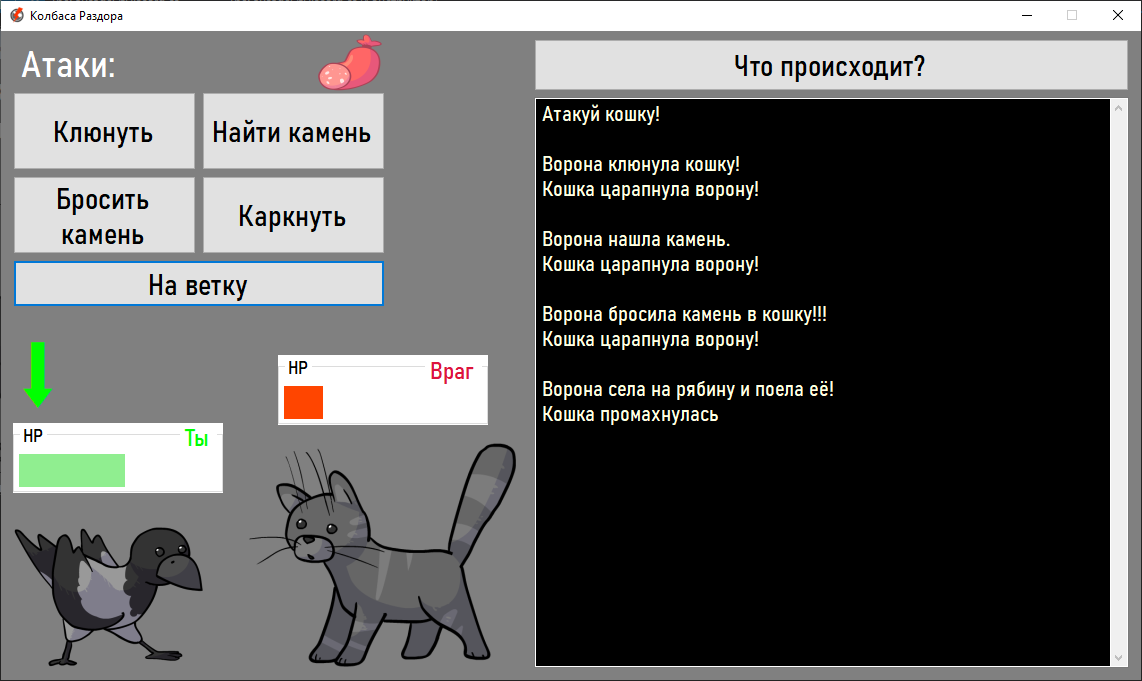 Колбаса Раздора
Атаки:
Клюнуть
Найти камень
Бросить
камень
Каркнуть
На ветку
HP
Враг
HP
Ты
Что происходит?
Атакуй кошку!
Ворона клюнула кошку!
Кошка царапнула ворону!
Ворона нашла камень.
Кошка царапнула ворону!
Ворона бросила камень в кошку!!!
Кошка царапнула ворону!
Ворона села на рябину и поела её!
Кошка промахнулась